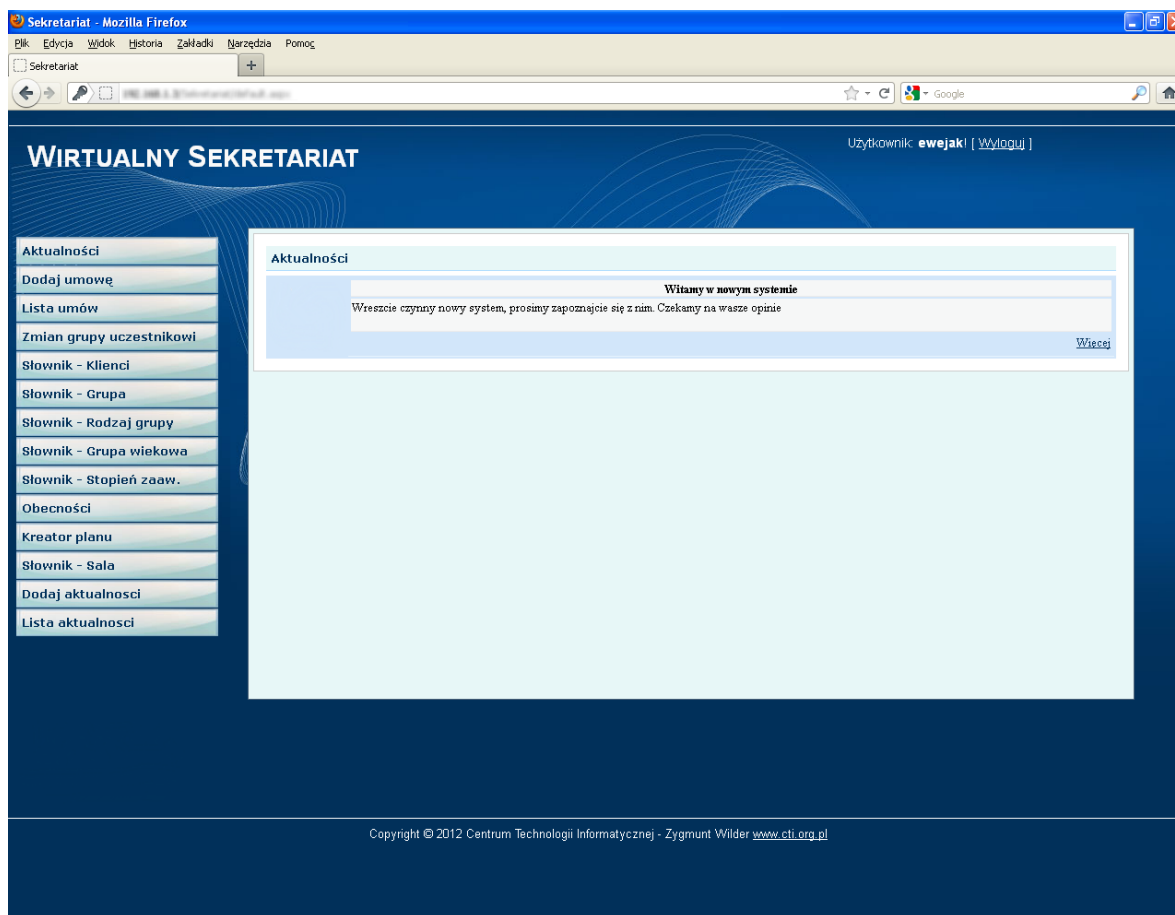 Sekretariat - Mozilla Firefox
Plik Edycja Widok Historia Zakładki Narzędzia Pomoc
Sekretariat
Google
WIRTUALNY SEKRETARIAT
Użytkownik: ewejak! [ Wyloguj ]
Aktualności
Dodaj umowę
Lista umów
Zmian grupy uczestnikowi
Słownik - Klienci
Słownik - Grupa
Słownik - Rodzaj grupy
Słownik - Grupa wiekowa
Słownik - Stopień zaaw.
Obecności
Kreator planu
Słownik - Sala
Dodaj aktualnosci
Lista aktualnosci
Aktualności
Witamy w nowym systemie
Wreszcie czynny nowy system, prosimy zapoznajcie się z nim. Czekamy na wasze opinie
Więcej
Copyright © 2012 Centrum Technologii Informatycznej - Zygmunt Wilder www.cti.org.pl